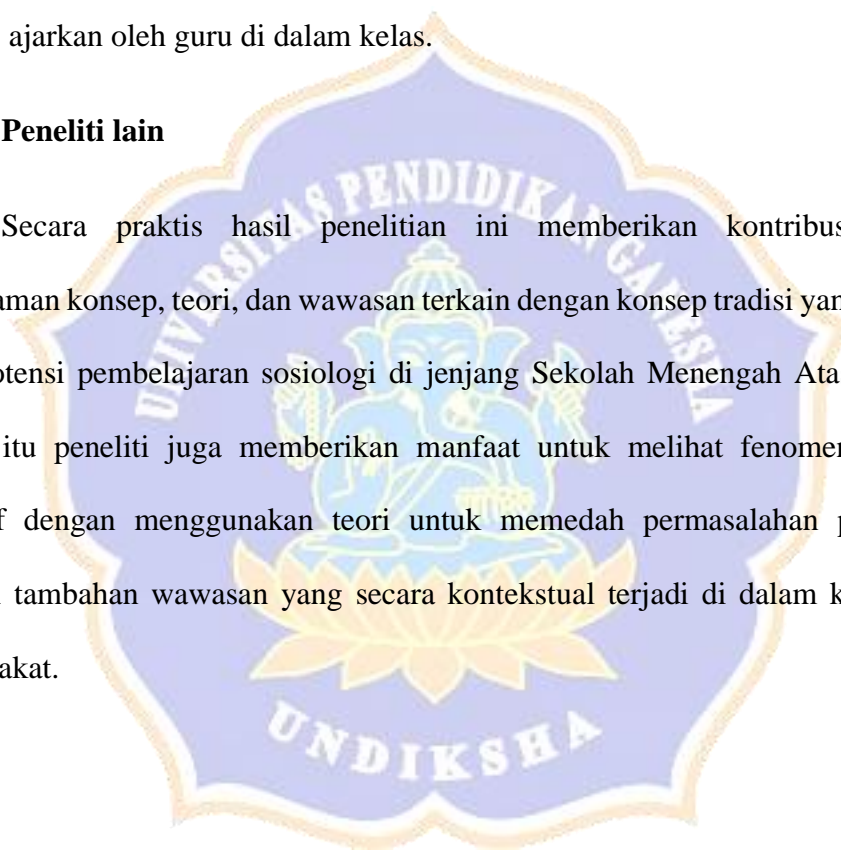 ajarkan oleh guru di dalam kelas.
Peneliti lain
Secara praktis hasil penelitian ini memberikan kontribus
aman konsep, teori, dan wawasan terkain dengan konsep tradisi yan
otensi pembelajaran sosiologi di jenjang Sekolah Menengah Ata
itu peneliti juga memberikan manfaat untuk melihat fenomen
f dengan menggunakan teori untuk memedah permasalahan p
tambahan wawasan yang secara kontekstual terjadi di dalam k
akat.
UNIVERSITAS PENDIDIKAN GANESHA
UNDIKSHA